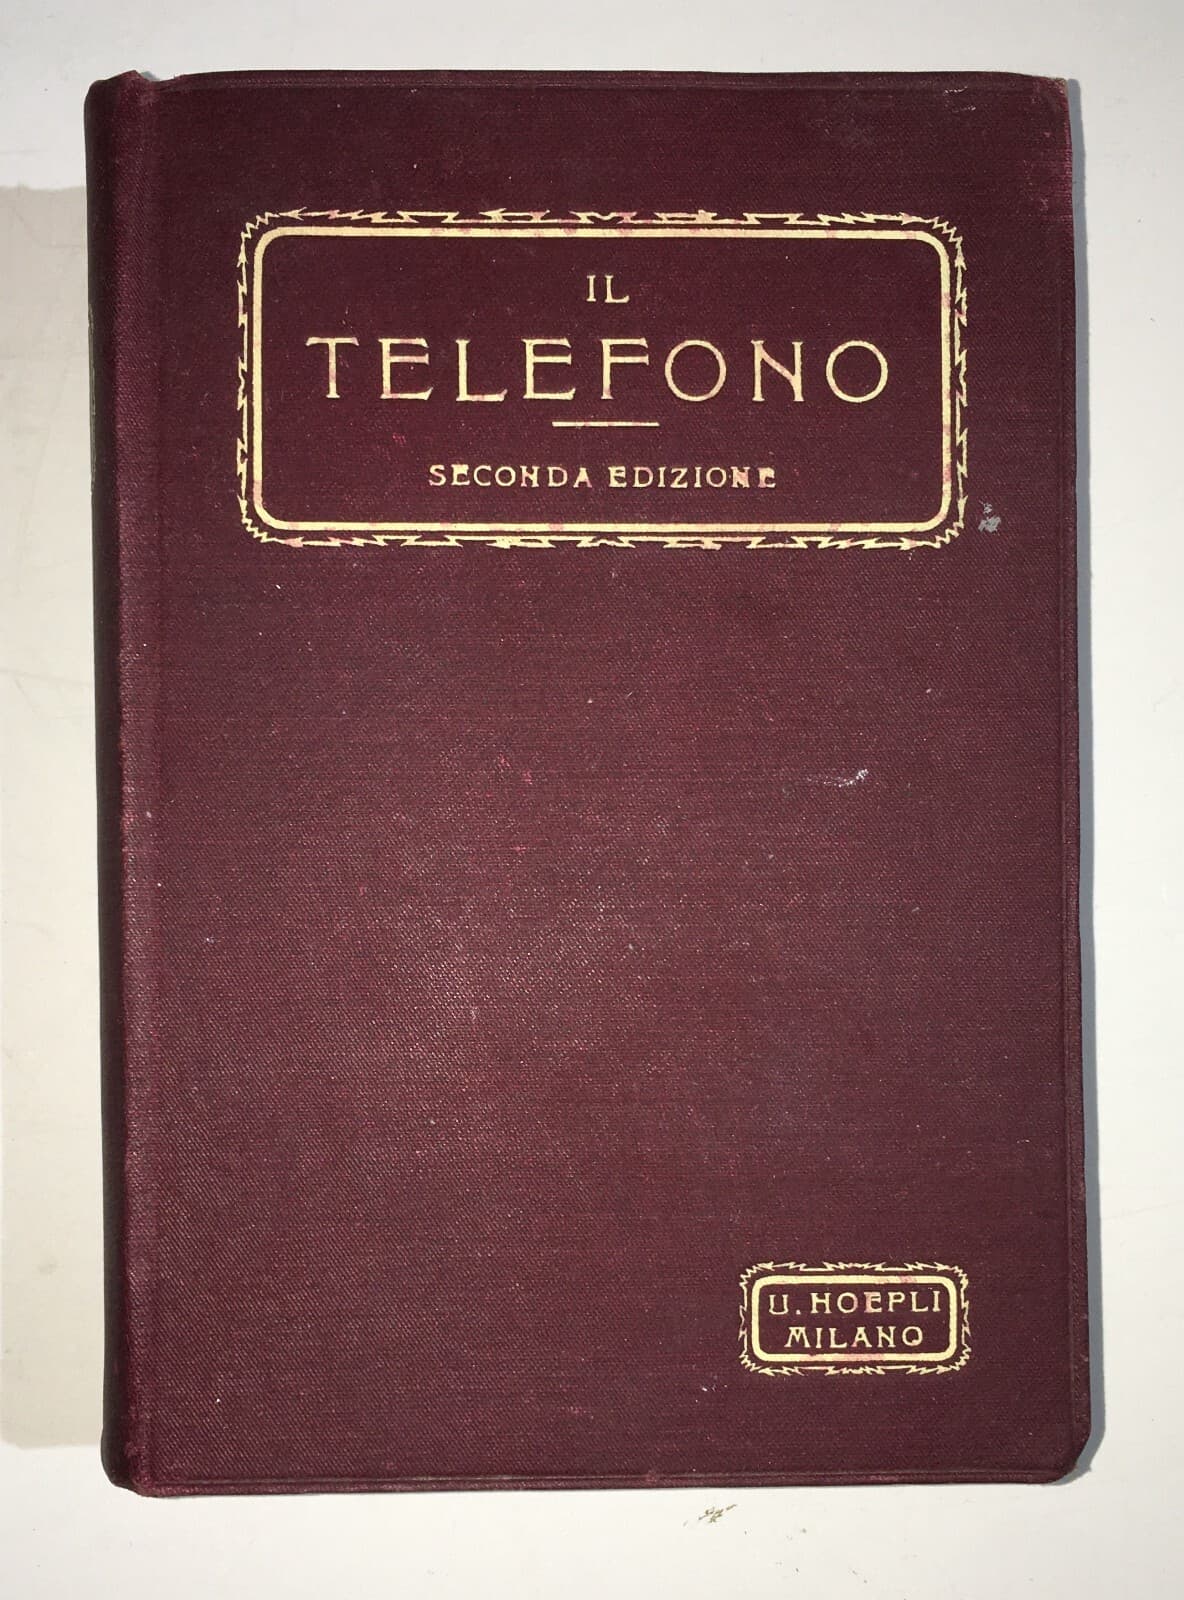 IL
TELEFONO
SECONDA EDIZIONE
U. HOEPLI
MILANO